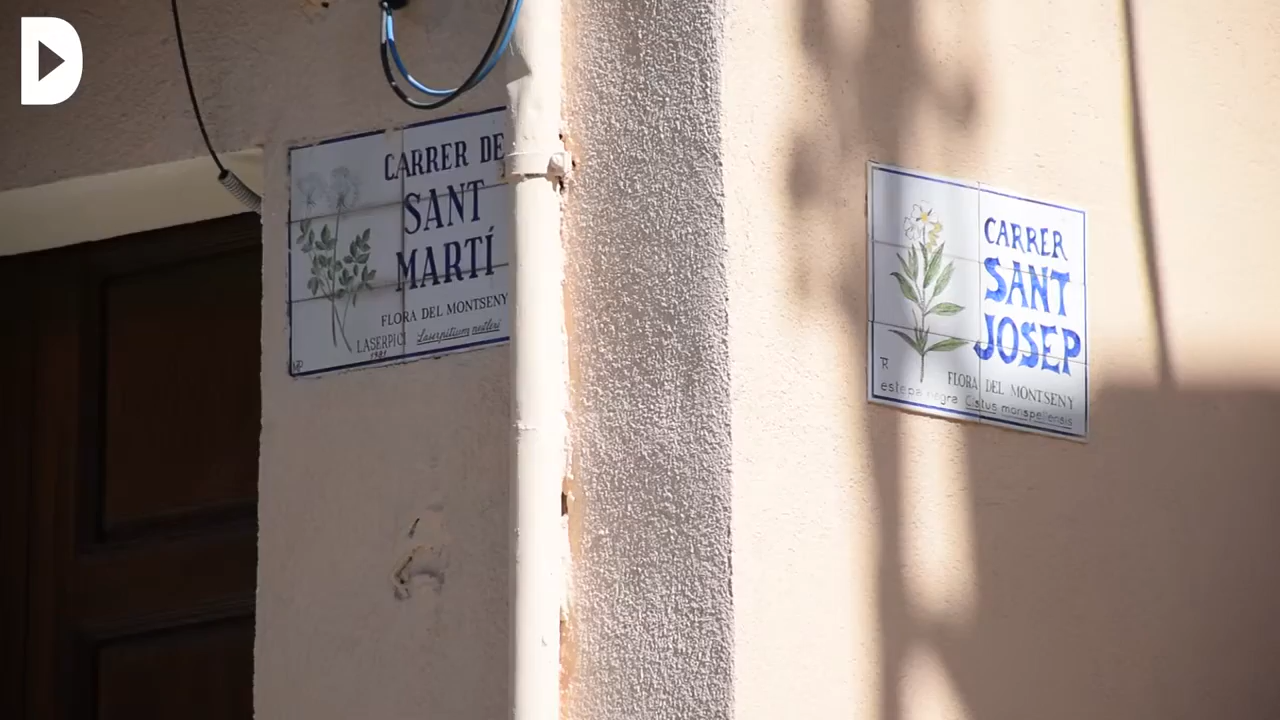 D
CARRER DE
SANT
MARTÍ
FLORA DEL MONTSENY
LASERPICI Laserpitium nestleri
1981
CARRER
SANT
JOSEP
FLORA DEL MONTSENY
estepa negra Cistus monspeliensis